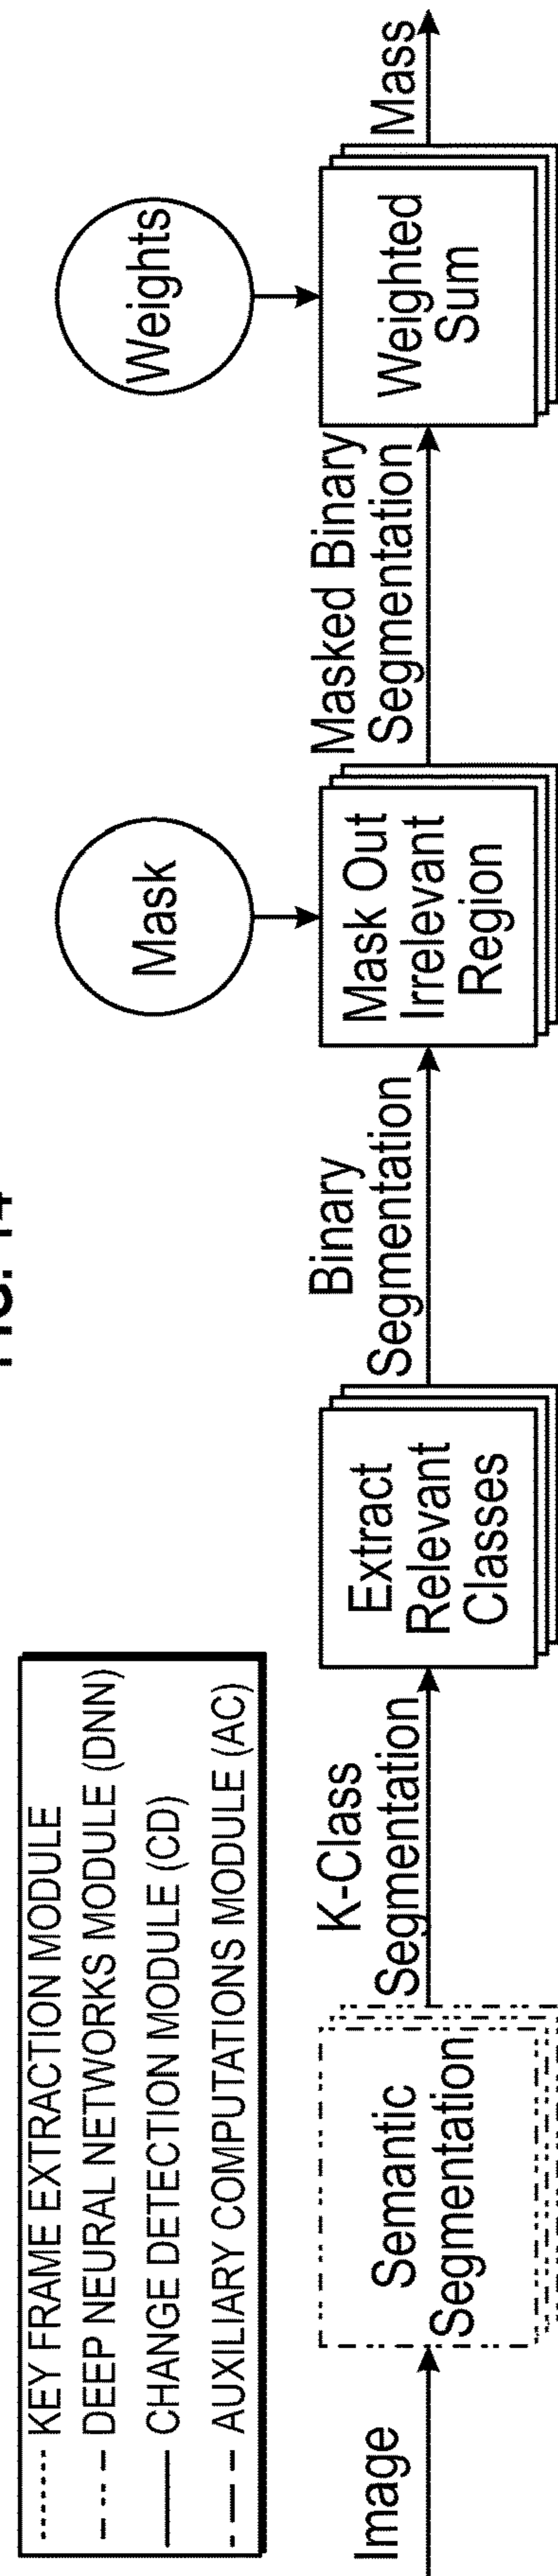 FIG. 14
KEY FRAME EXTRACTION MODULE
DEEP NEURAL NETWORKS MODULE (DNN)
CHANGE DETECTION MODULE (CD)
AUXILIARY COMPUTATIONS MODULE (AC)
Image
Semantic
Segmentation
K-Class
Segmentation
Extract
Relevant
Classes
Binary
Segmentation
Mask
Mask Out
Irrelevant
Region
Masked Binary
Segmentation
Weights
Weighted
Sum
Mass